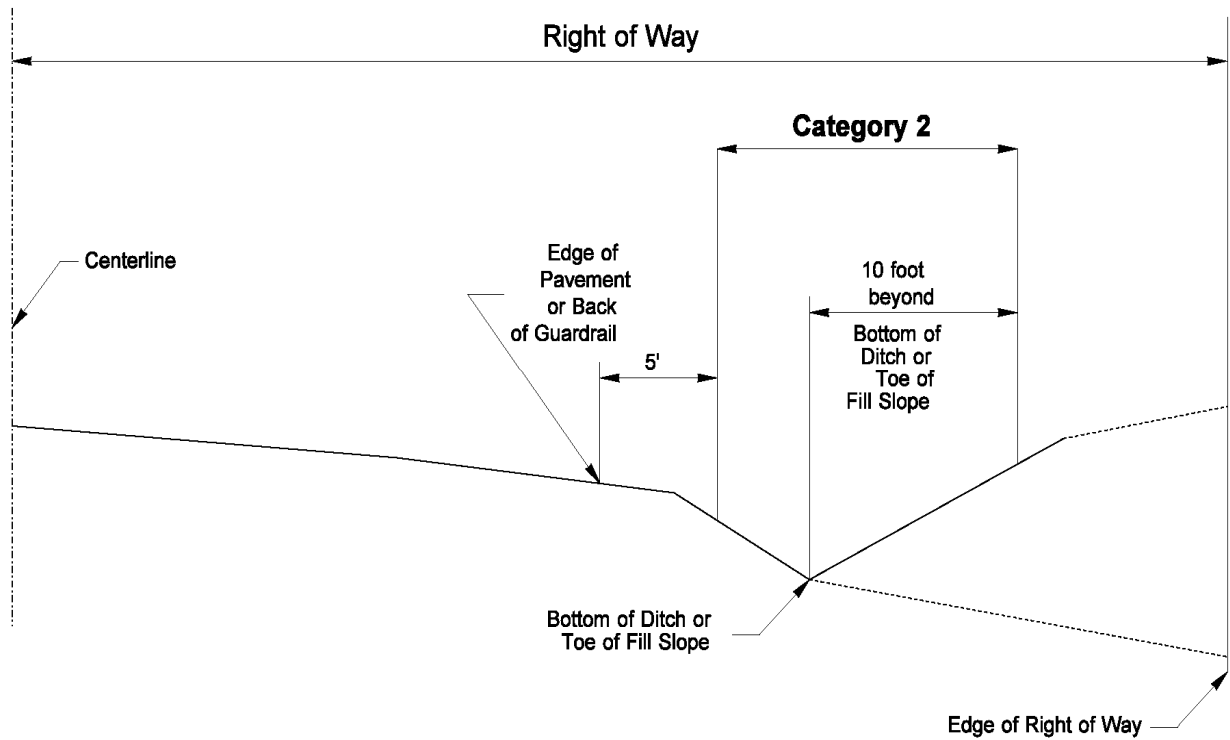 Right of Way
Category 2
Centerline
Edge of
Pavement
or Back
of Guardrail
10 foot
beyond
Bottom of
Ditch or
Toe of
Fill Slope
5'
Bottom of Ditch or
Toe of Fill Slope
Edge of Right of Way